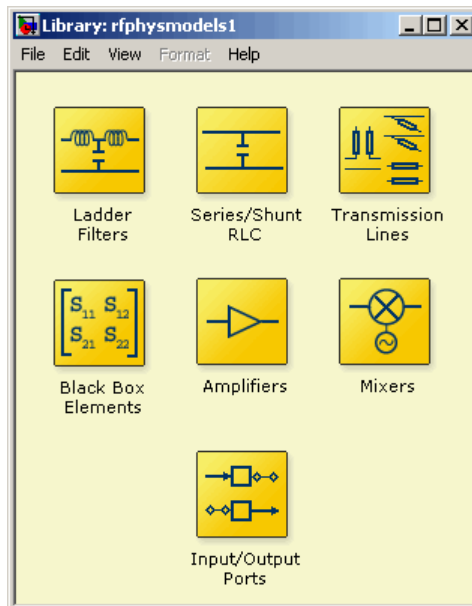 Library: rfphysmodels1
File Edit View Format Help
Ladder
Filters
Series/Shunt
RLC
Transmission
Lines
S11 S12
S21 S22
Black Box
Elements
Amplifiers
Mixers
Input/Output
Ports